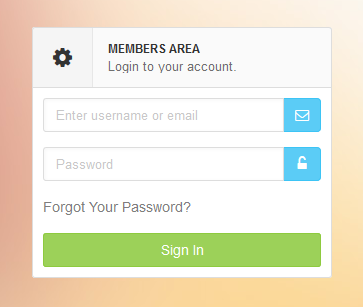 MEMBERS AREA
Login to your account.
Enter username or email
Password
Forgot Your Password?
Sign In